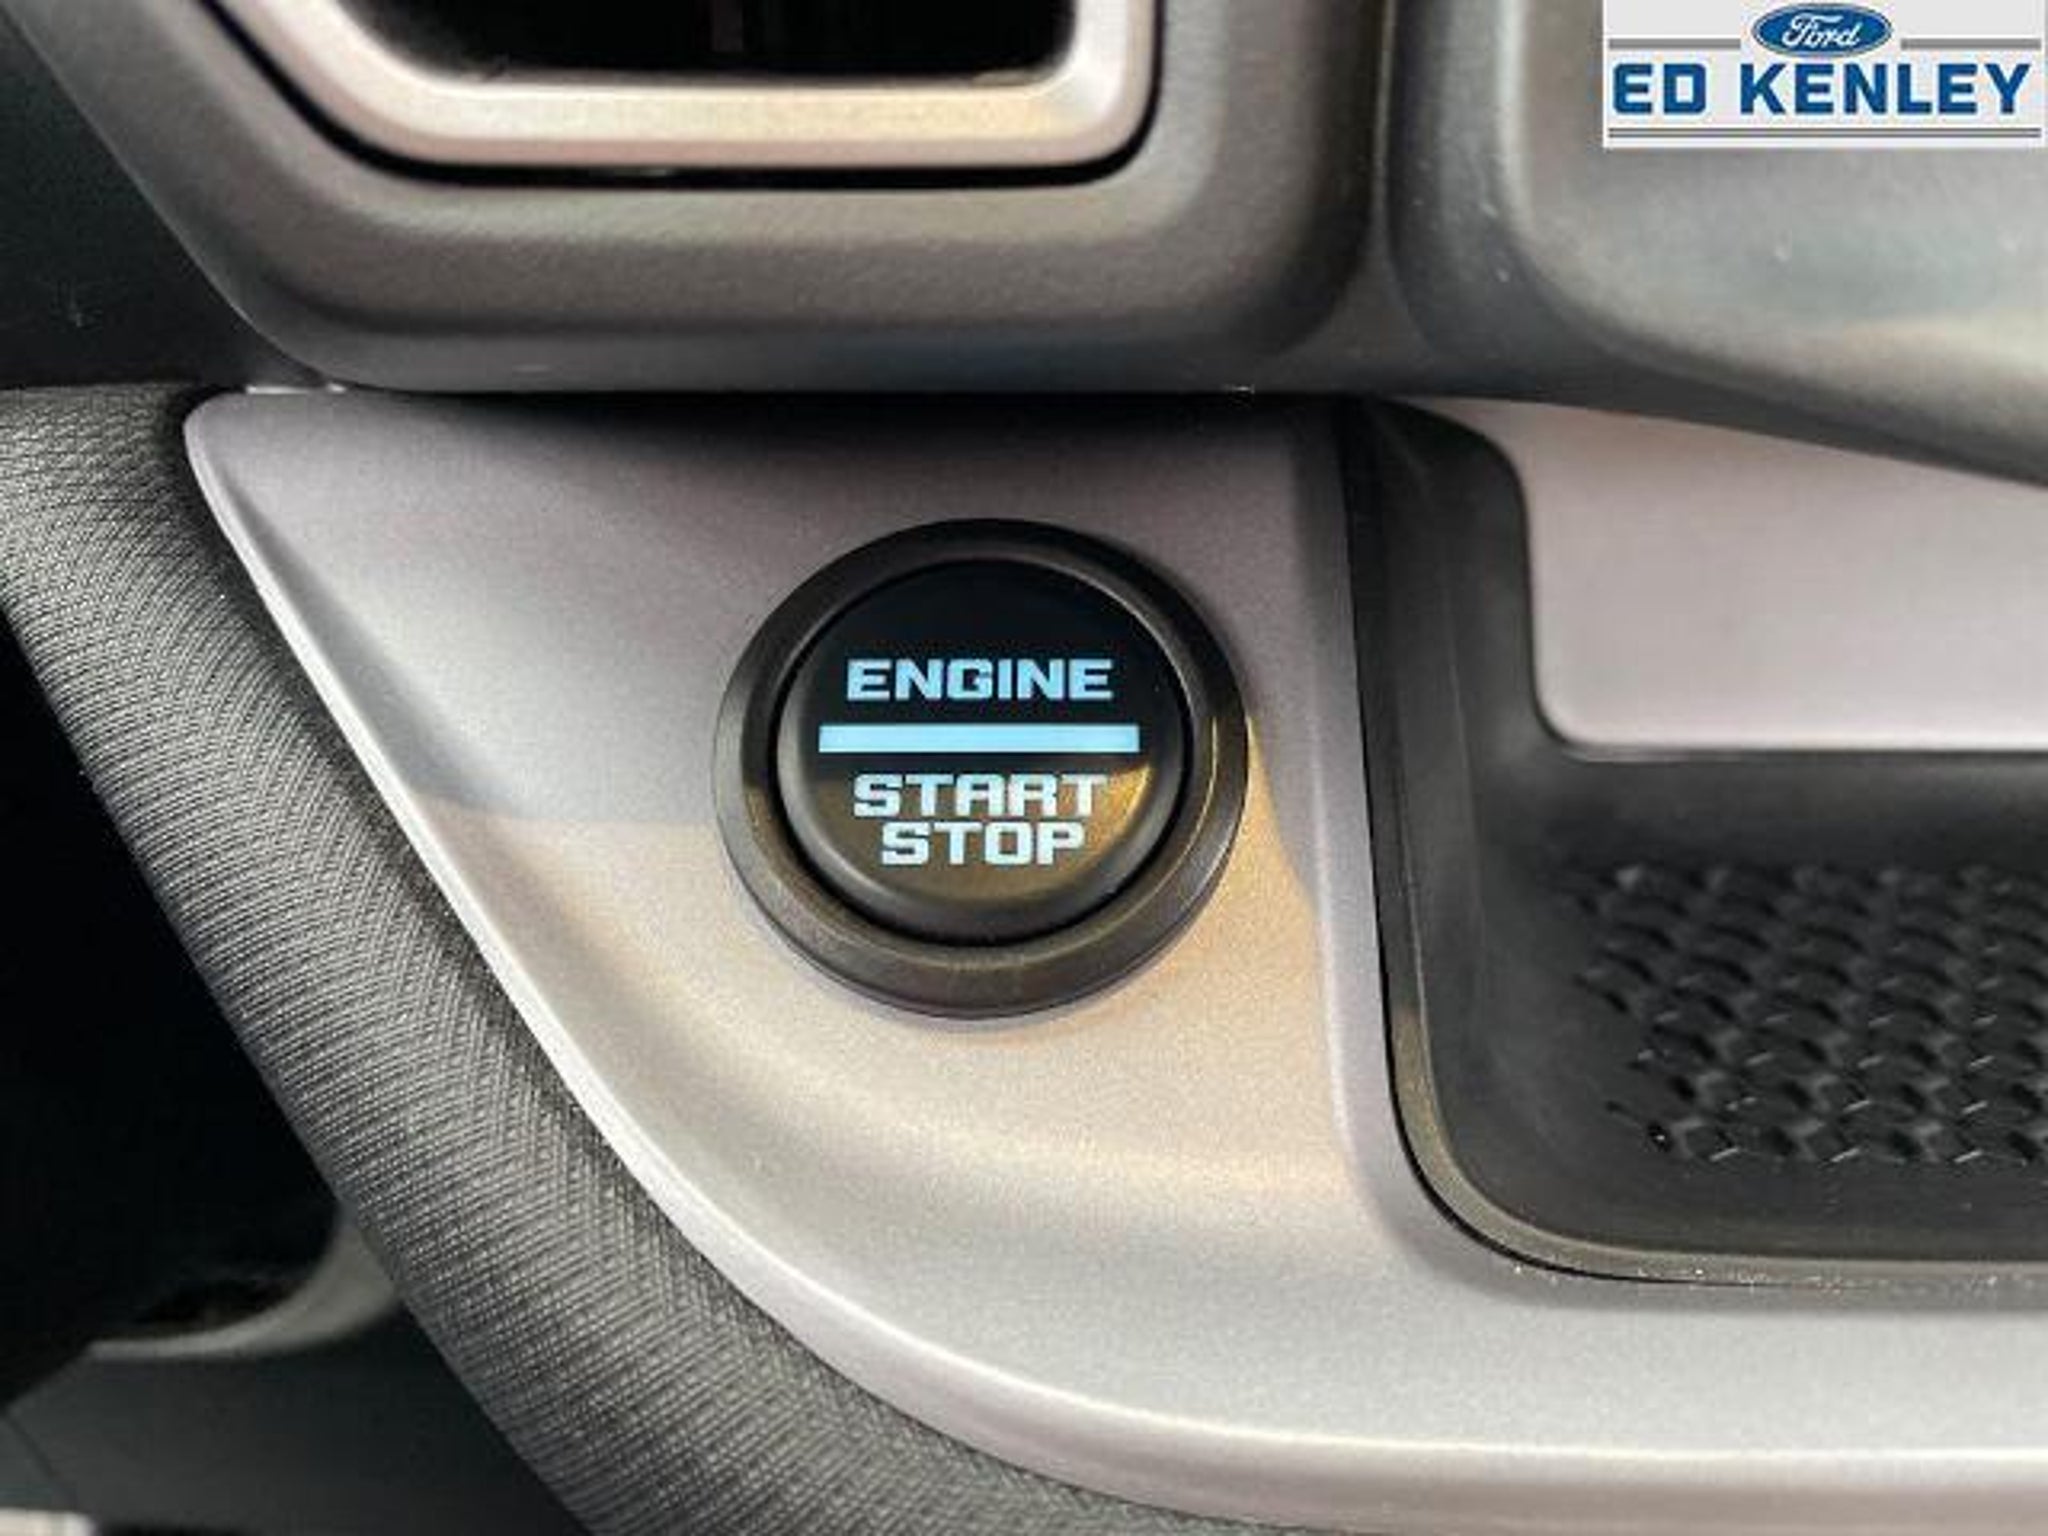 Ford
ED KENLEY
ENGINE
START
STOP